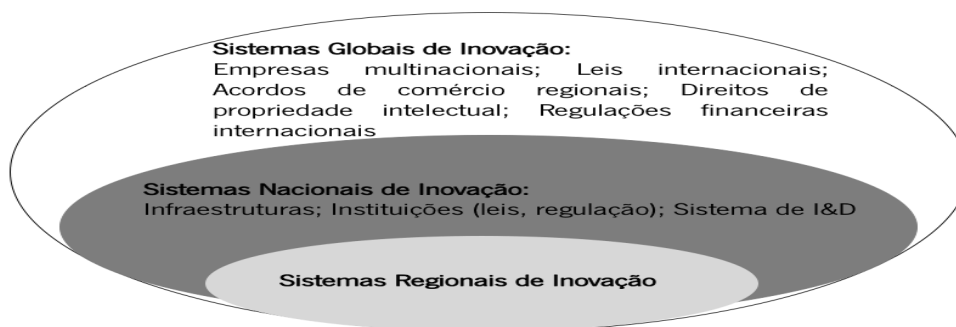 Sistemas Globais de Inovação:
Empresas multinacionais; Leis internacionais;
Acordos de comércio regionais; Direitos de
propriedade intelectual; Regulações financeiras
internacionais
Sistemas Nacionais de Inovação:
Infraestruturas; Instituições (leis, regulação); Sistema de I&D
Sistemas Regionais de Inovação